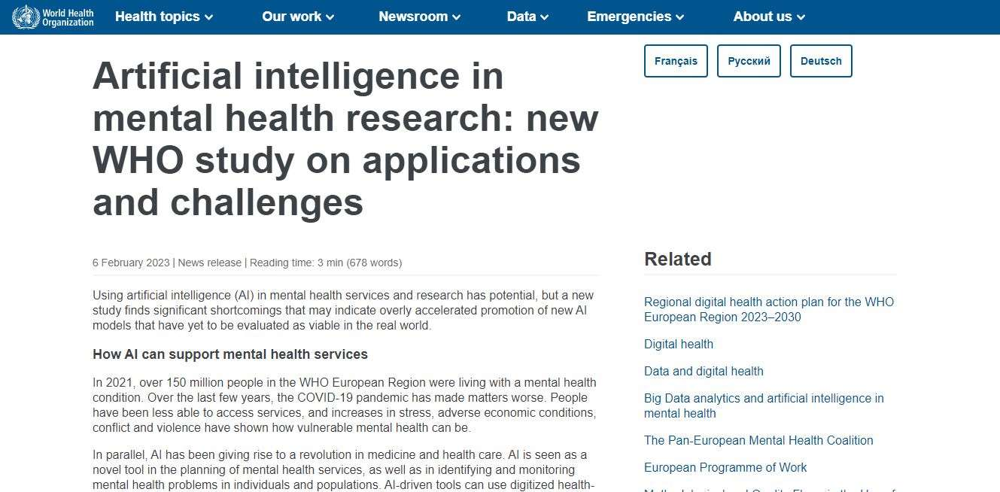 World Health
Organization
Health topics
Our work
Newsroom
Data
Emergencies
About us
Français
Русский
Deutsch
Artificial intelligence in
mental health research: new
WHO study on applications
and challenges
6 February 2023 | News release | Reading time: 3 min (678 words)
Using artificial intelligence (AI) in mental health services and research has potential, but a new
study finds significant shortcomings that may indicate overly accelerated promotion of new AI
models that have yet to be evaluated as viable in the real world.
How AI can support mental health services
In 2021, over 150 million people in the WHO European Region were living with a mental health
condition. Over the last few years, the COVID-19 pandemic has made matters worse. People
have been less able to access services, and increases in stress, adverse economic conditions,
conflict and violence have shown how vulnerable mental health can be.
In parallel, AI has been giving rise to a revolution in medicine and health care. AI is seen as a
novel tool in the planning of mental health services, as well as in identifying and monitoring
mental health problems in individuals and populations. AI-driven tools can use digitized health-
Related
Regional digital health action plan for the WHO
European Region 2023–2030
Digital health
Data and digital health
Big Data analytics and artificial intelligence in
mental health
The Pan-European Mental Health Coalition
European Programme of Work